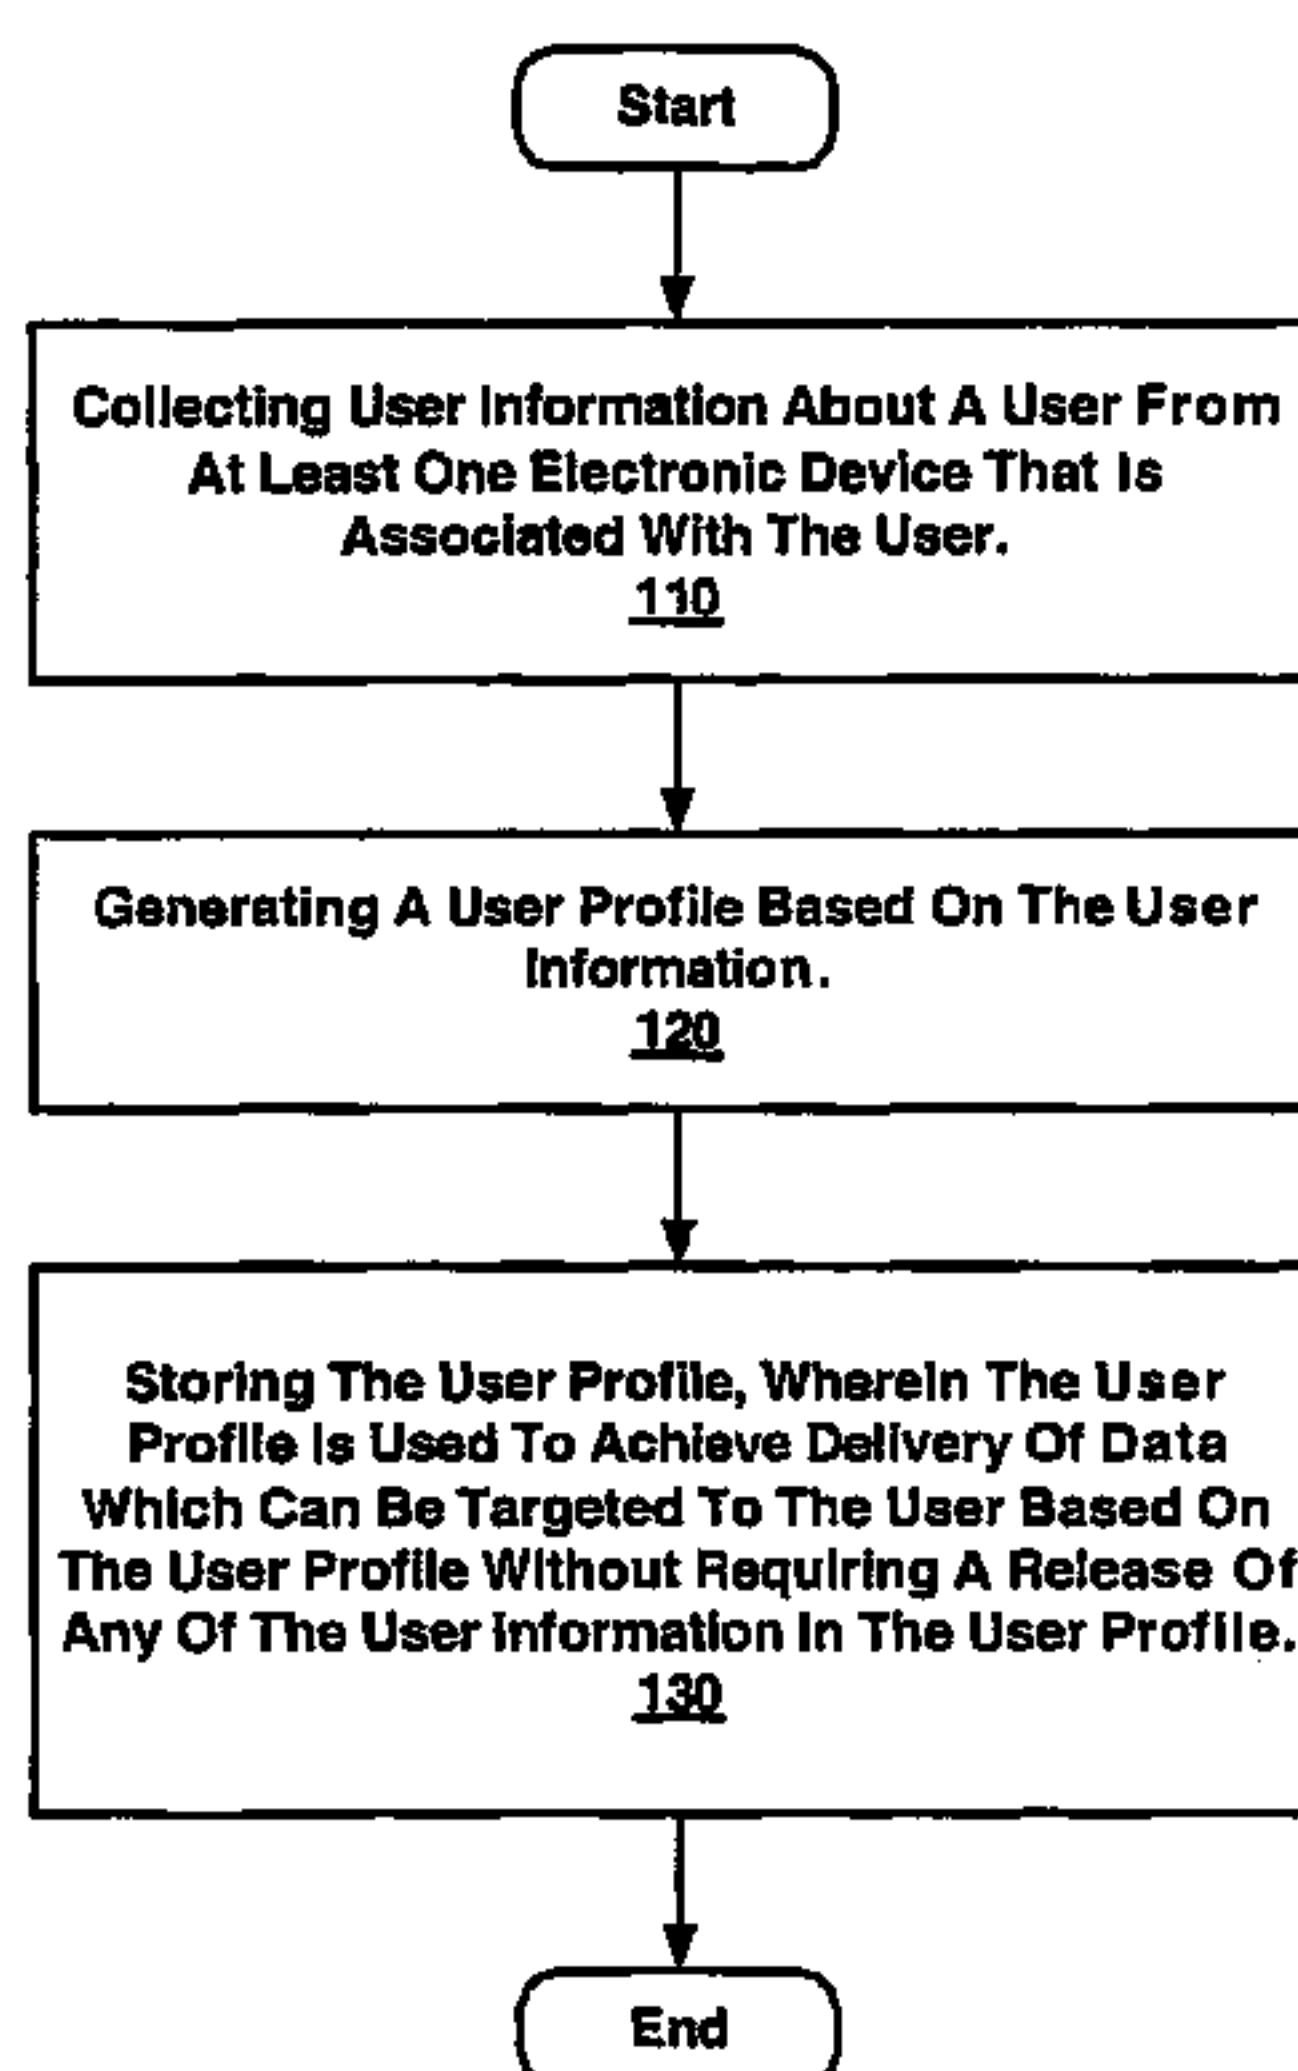 Start
Collecting User Information About A User From
At Least One Electronic Device That Is
Associated With The User.
110
Generating A User Profile Based On The User
Information.
120
Storing The User Profile, Wherein The User
Profile Is Used To Achieve Delivery Of Data
Which Can Be Targeted To The User Based On
The User Profile Without Requiring A Release Of
Any Of The User Information In The User Profile.
130
End